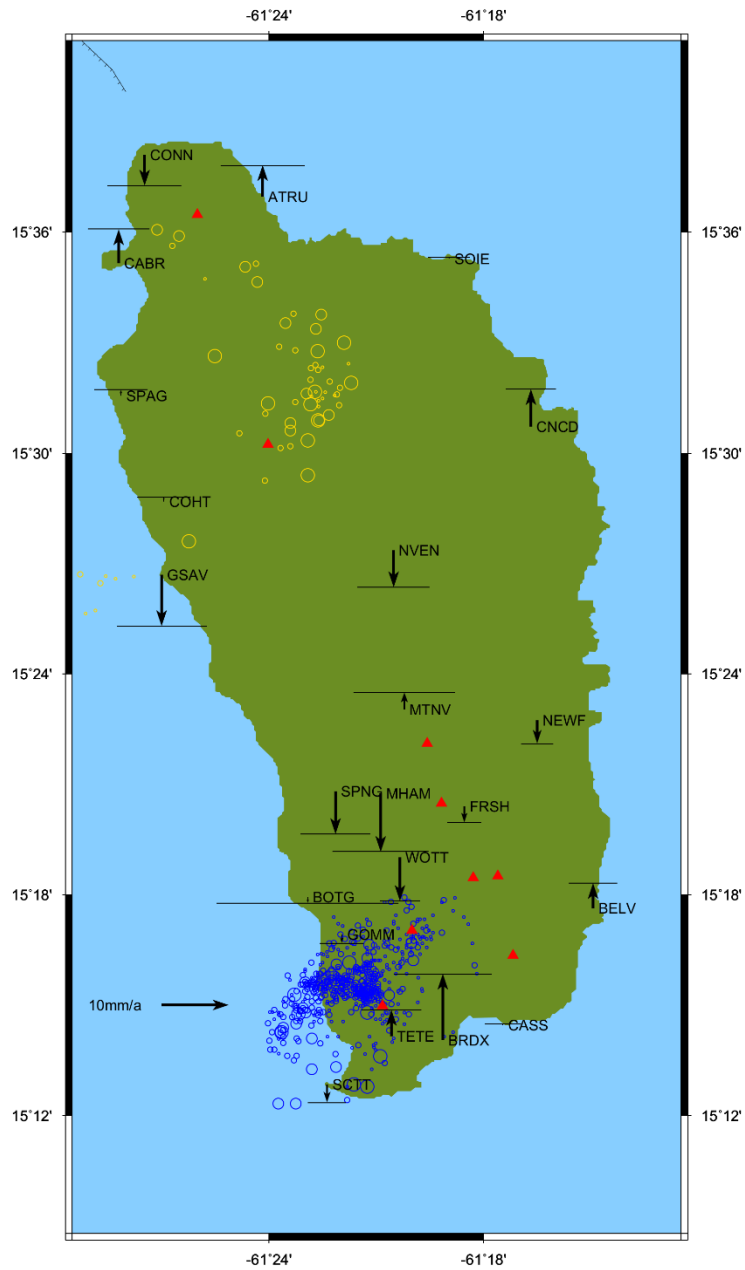 -61°24' -61°18'
CONN
ATRU
15°36' 15°36'
SOIE
CABR
SPAG
CNCD
15°30' 15°30'
COHT
NVEN
GSAV
15°24' 15°24'
MTNV
NEWF
SPNG MHAM
FRSH
WOTT
15°18' 15°18'
BOTG
BELV
GOMM
10mm/a
CASS
TETE BRDX
SCTT
15°12' 15°12'
-61°24' -61°18'